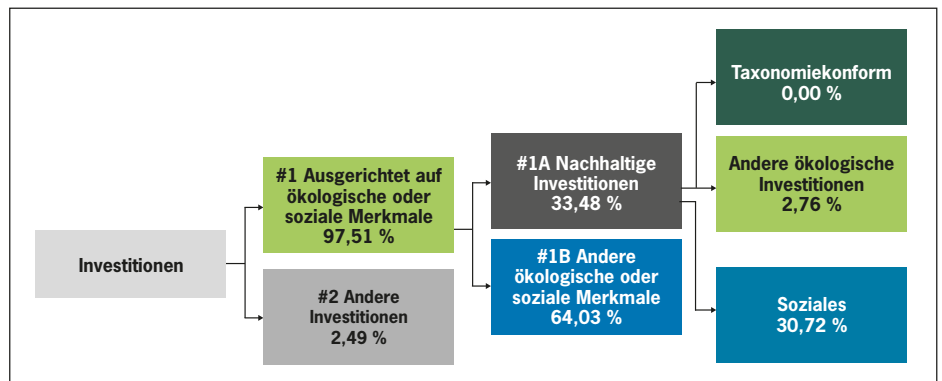 Investitionen
#1 Ausgerichtet auf
ökologische oder
soziale Merkmale
97,51 %
#2 Andere
Investitionen
2,49 %
#1A Nachhaltige
Investitionen
33,48 %
#1B Andere
ökologische oder
soziale Merkmale
64,03 %
Taxonomiekonform
0,00 %
Andere ökologische
Investitionen
2,76 %
Soziales
30,72 %